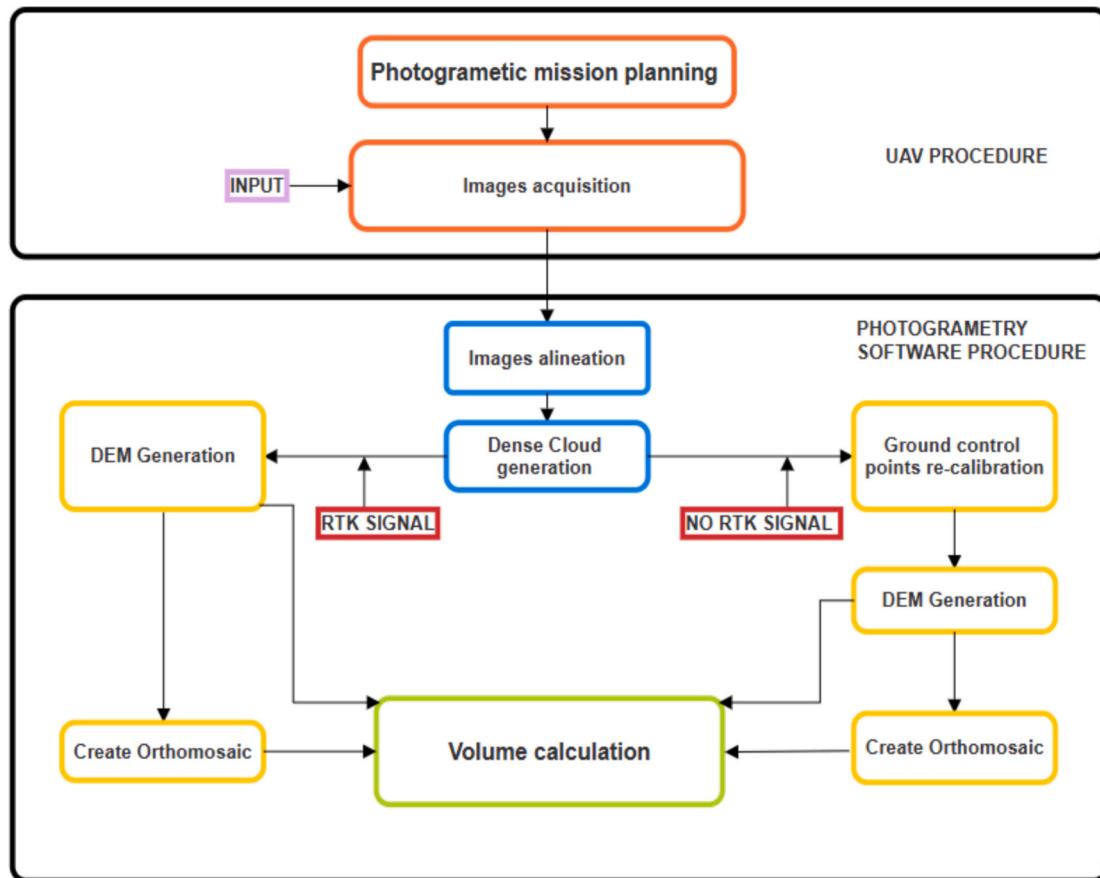 Photogrametic mission planning
UAV PROCEDURE
INPUT
Images acquisition
PHOTOGRAMETRY
SOFTWARE PROCEDURE
Images alineation
DEM Generation
Dense Cloud
generation
Ground control
points re-calibration
RTK SIGNAL
NO RTK SIGNAL
DEM Generation
Create Orthomosaic
Volume calculation
Create Orthomosaic